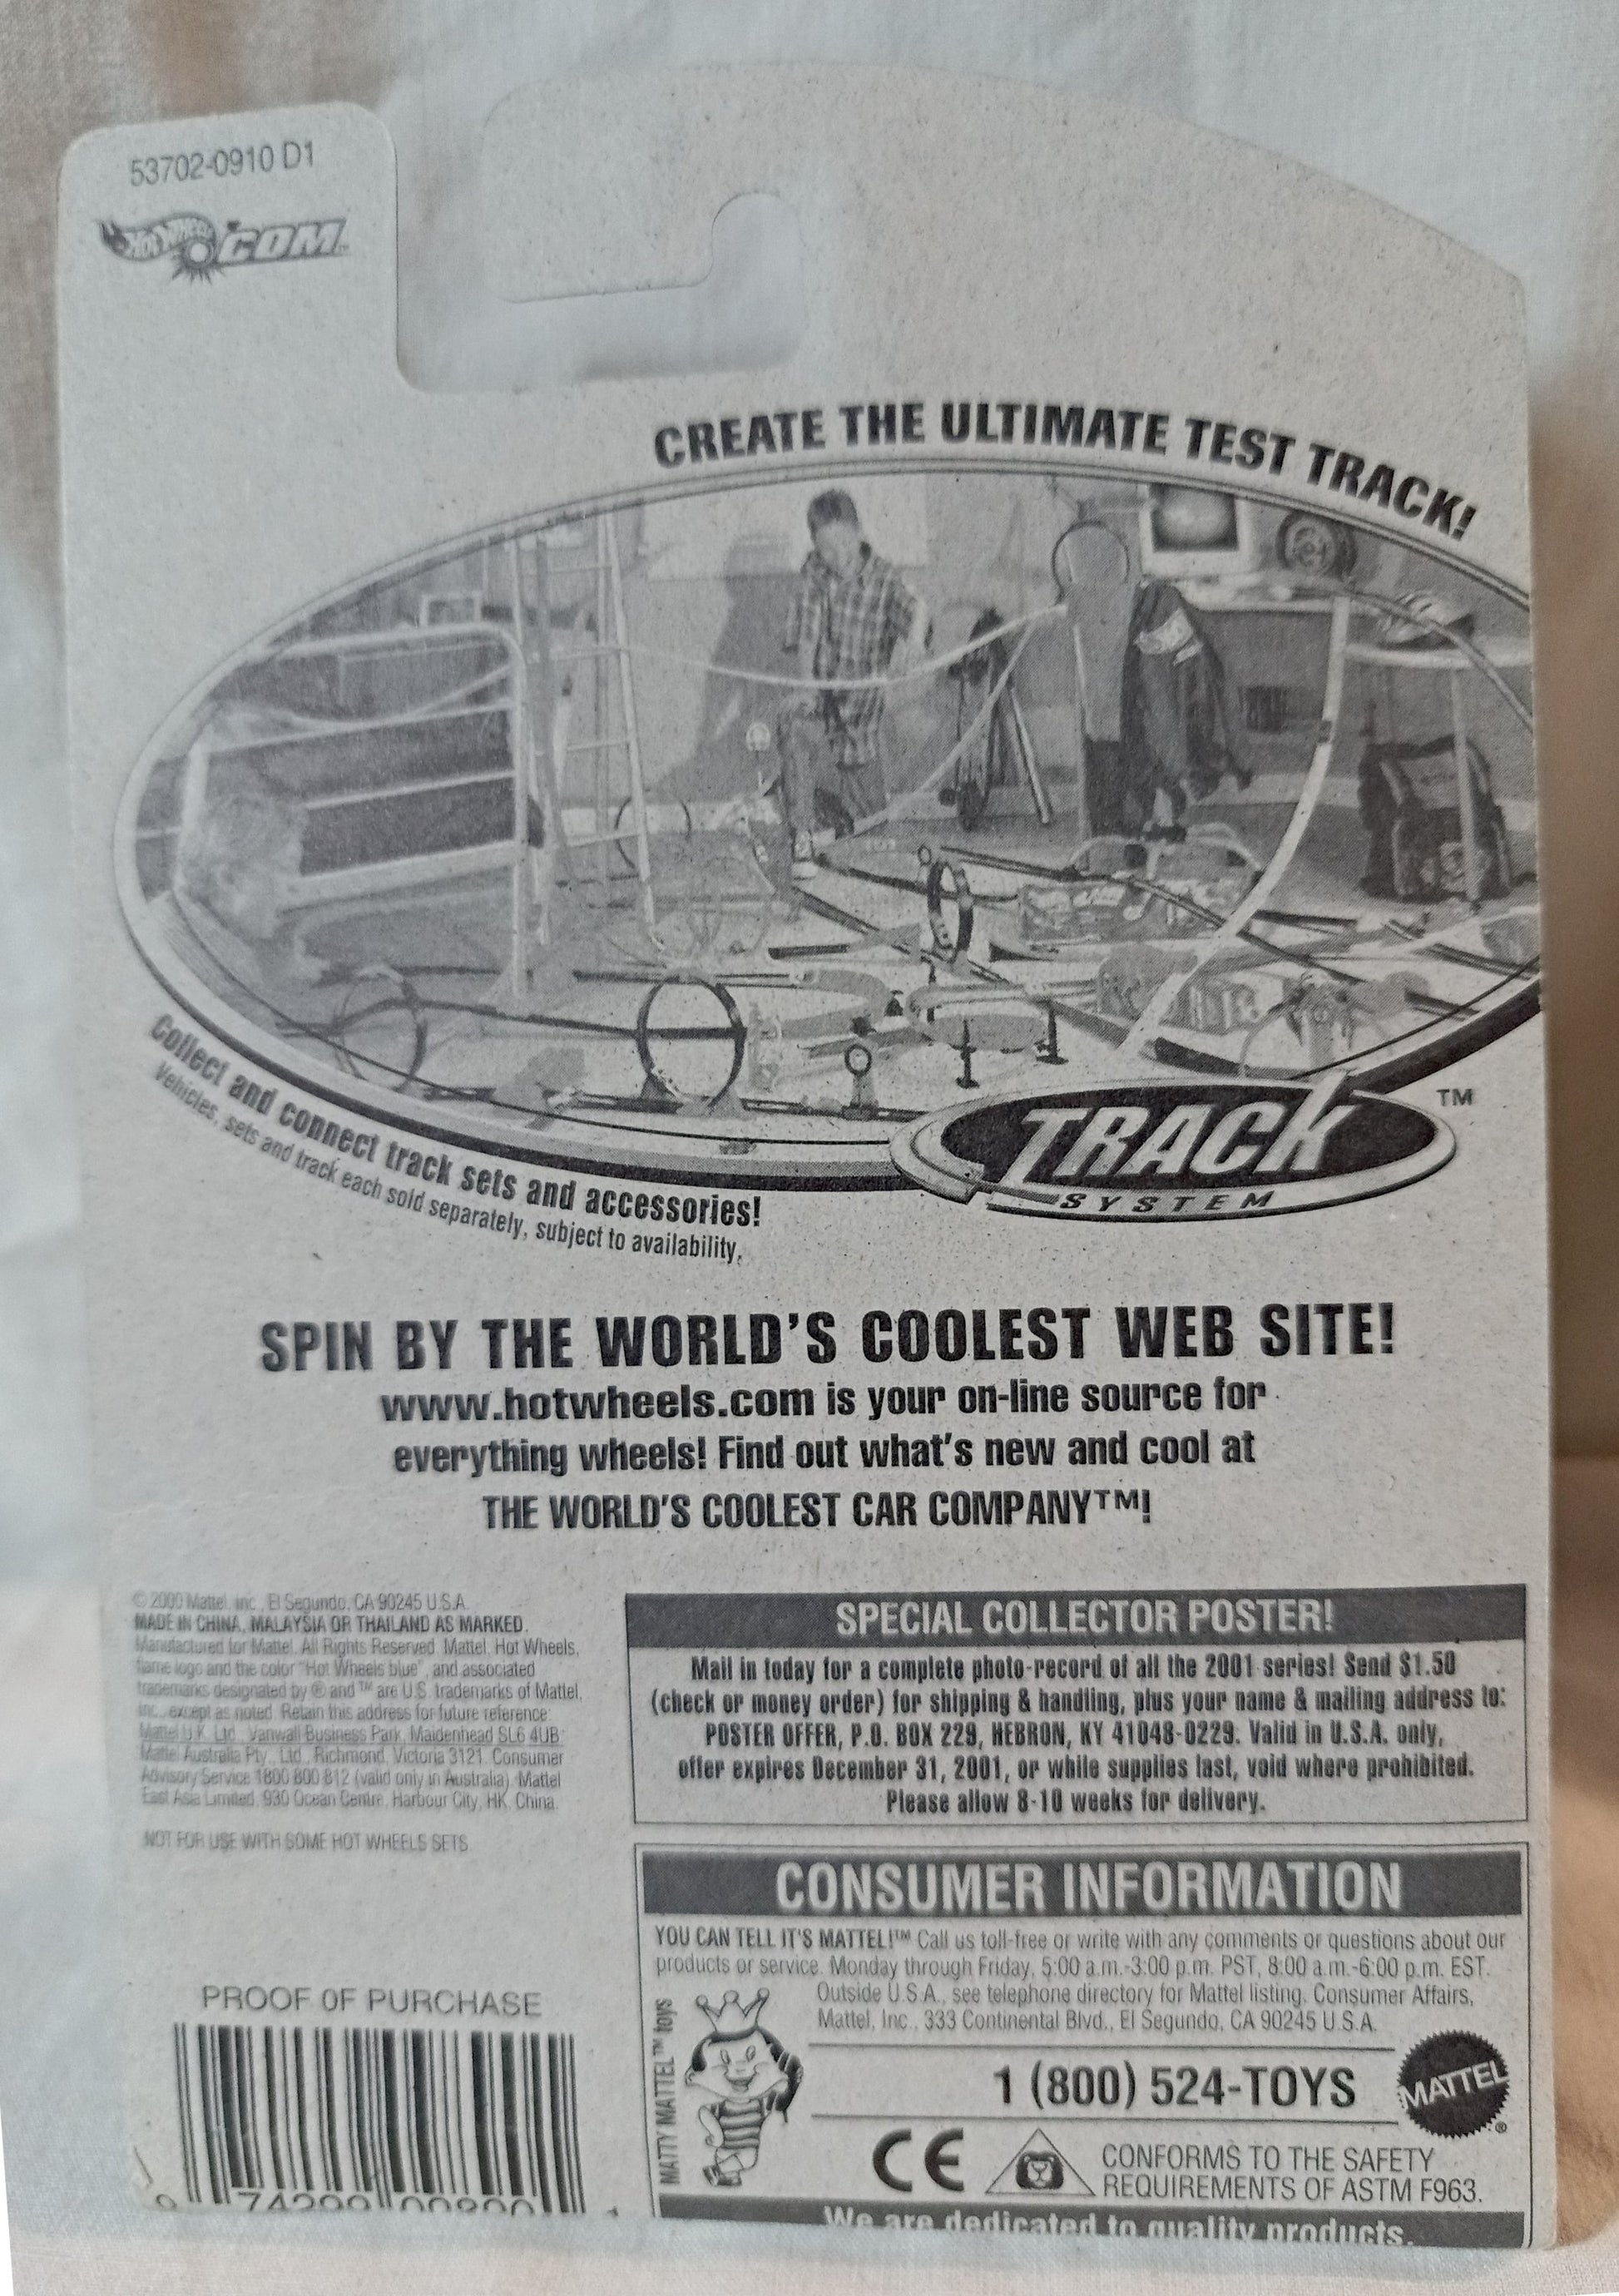 53702-0910 D1
HOT WHEELS .COM™
CREATE THE ULTIMATE TEST TRACK!
Collect and connect track sets and accessories!
Vehicles, sets and track each sold separately, subject to availability.
TRACK ™
SYSTEM
SPIN BY THE WORLD'S COOLEST WEB SITE!
www.hotwheels.com is your on-line source for
everything wheels! Find out what's new and cool at
THE WORLD'S COOLEST CAR COMPANY™!
© 2000 Mattel, Inc., El Segundo, CA 90245 U.S.A.
MADE IN CHINA, MALAYSIA OR THAILAND AS MARKED.
Manufactured for Mattel. All Rights Reserved. Mattel, Hot Wheels,
flame logo and the color "Hot Wheels blue", and associated
trademarks designated by ® and ™ are U.S. trademarks of Mattel,
Inc., except as noted. Retain this address for future reference:
Mattel U.K. Ltd., Vanwall Business Park, Maidenhead SL6 4UB.
Mattel Australia Pty., Ltd., Richmond, Victoria 3121. Consumer
Advisory Service 1800 800 812 (valid only in Australia). Mattel
East Asia Limited, 930 Ocean Centre, Harbour City, HK, China.
NOT FOR USE WITH SOME HOT WHEELS SETS.
SPECIAL COLLECTOR POSTER!
Mail in today for a complete photo-record of all the 2001 series! Send $1.50
(check or money order) for shipping & handling, plus your name & mailing address to:
POSTER OFFER, P.O. BOX 229, HEBRON, KY 41048-0229. Valid in U.S.A. only,
offer expires December 31, 2001, or while supplies last, void where prohibited.
Please allow 8-10 weeks for delivery.
CONSUMER INFORMATION
YOU CAN TELL IT'S MATTEL!™ Call us toll-free or write with any comments or questions about our
products or service. Monday through Friday, 5:00 a.m.-3:00 p.m. PST, 8:00 a.m.-6:00 p.m. EST.
Outside U.S.A., see telephone directory for Mattel listing. Consumer Affairs,
Mattel, Inc., 333 Continental Blvd., El Segundo, CA 90245 U.S.A.
MATTY MATTEL™ toys
1 (800) 524-TOYS
MATTEL ®
CE
CONFORMS TO THE SAFETY
REQUIREMENTS OF ASTM F963.
We are dedicated to quality products.
PROOF OF PURCHASE
74299 00800